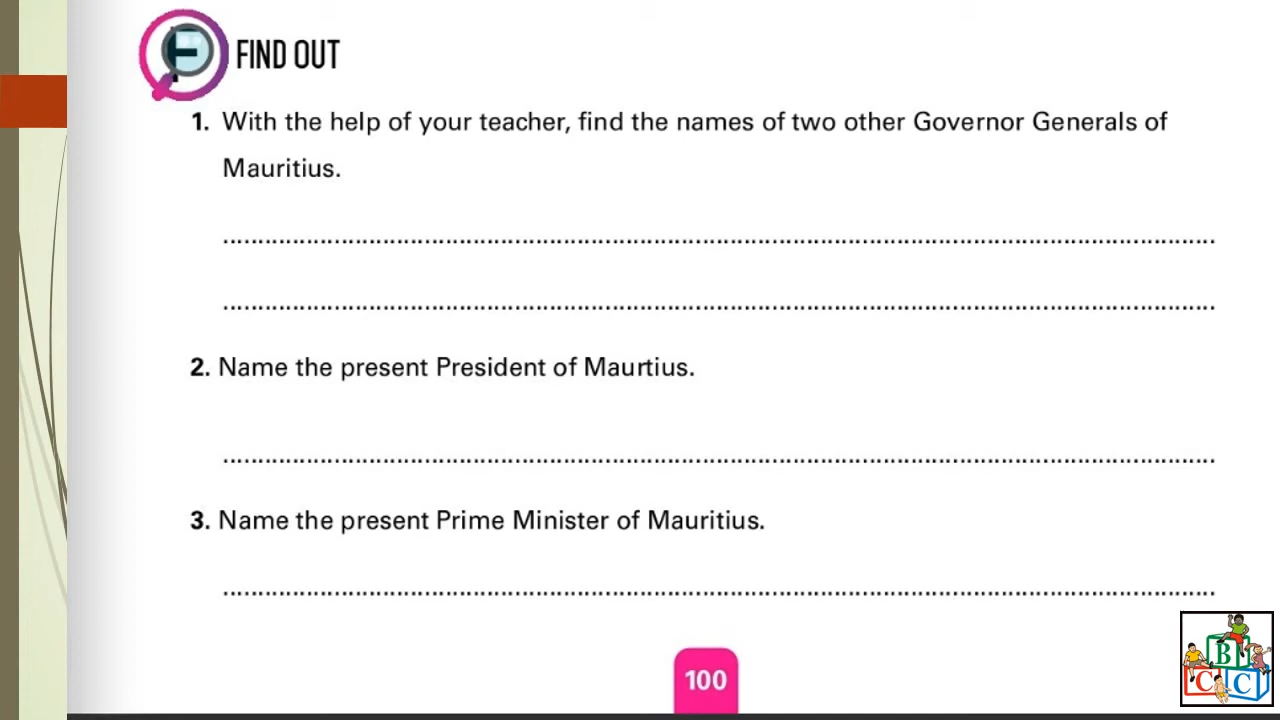 F FIND OUT
1. With the help of your teacher, find the names of two other Governor Generals of
Mauritius.
2. Name the present President of Maurtius.
3. Name the present Prime Minister of Mauritius.
100
B
C C